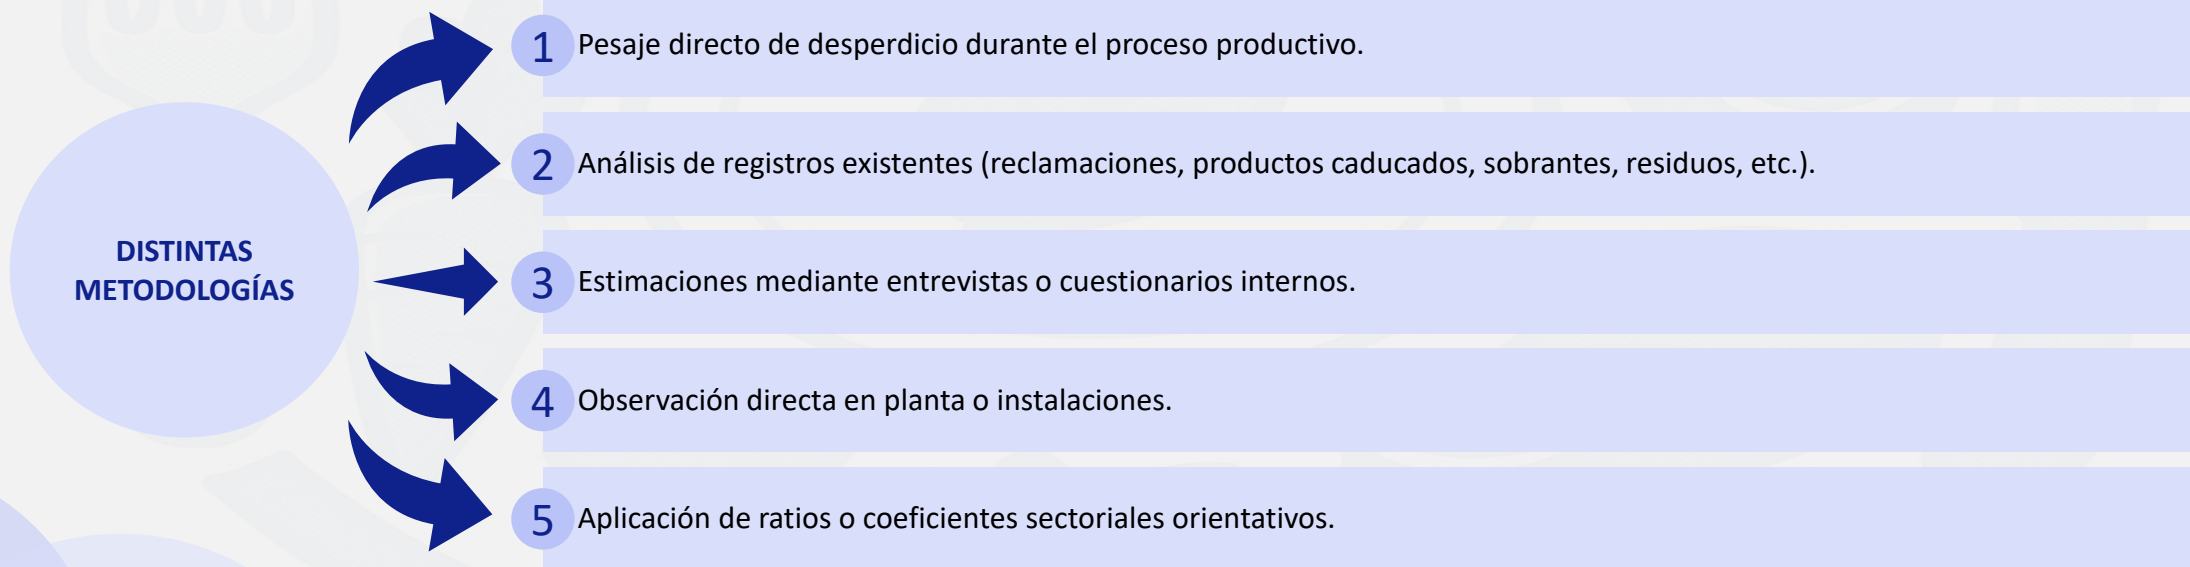 DISTINTAS
METODOLOGÍAS
1 Pesaje directo de desperdicio durante el proceso productivo.
2 Análisis de registros existentes (reclamaciones, productos caducados, sobrantes, residuos, etc.).
3 Estimaciones mediante entrevistas o cuestionarios internos.
4 Observación directa en planta o instalaciones.
5 Aplicación de ratios o coeficientes sectoriales orientativos.